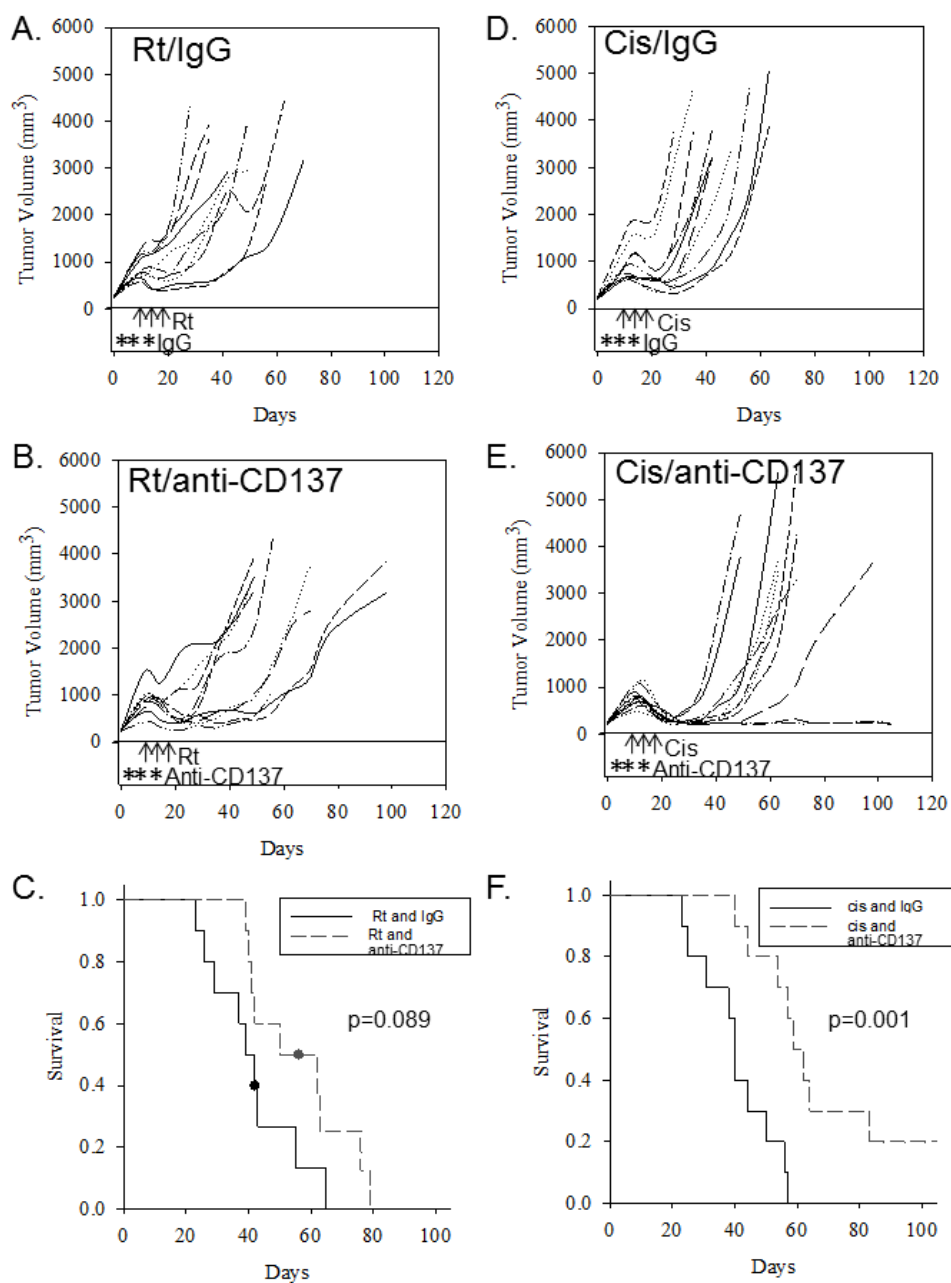 A.
Rt/IgG
6000
5000
4000
3000
2000
1000
0
Tumor Volume (mm³)
↑↑↑Rt
***IgG
0 20 40 60 80 100 120
Days
D.
Cis/IgG
6000
5000
4000
3000
2000
1000
0
Tumor Volume (mm³)
↑↑↑Cis
***IgG
0 20 40 60 80 100 120
Days
B.
Rt/anti-CD137
6000
5000
4000
3000
2000
1000
0
Tumor Volume (mm³)
↑↑↑Rt
***Anti-CD137
0 20 40 60 80 100 120
Days
E.
Cis/anti-CD137
6000
5000
4000
3000
2000
1000
0
Tumor Volume (mm³)
↑↑↑Cis
***Anti-CD137
0 20 40 60 80 100 120
Days
C.
1.0
0.8
0.6
0.4
0.2
0.0
Survival
Rt and IgG
Rt and
anti-CD137
p=0.089
0 20 40 60 80 100
Days
F.
1.0
0.8
0.6
0.4
0.2
0.0
Survival
cis and IgG
cis and
anti-CD137
p=0.001
0 20 40 60 80 100
Days